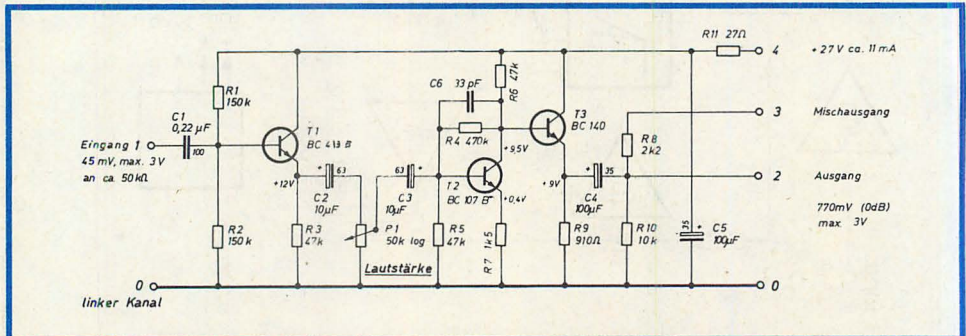 R11 27Ω
4
+27V ca. 11mA
R1
150k
C6
33pF
R6 47k
C1
0,22µF
100
Eingang 1
45 mV, max. 3V
an ca. 50kΩ
T1
BC 413 B
R4 470k
+9,5V
T3
BC 140
3
Mischausgang
R8
2k2
+12V
+
63
C2
10µF
63
+
C3
10µF
T2
BC 107 B
+0,4V
+9V
+
35
C4
100µF
2
Ausgang
770mV (0dB)
max. 3V
R2
150k
R3
47k
P1
50k log
Lautstärke
R5
47k
R7 1k5
R9
910Ω
R10
10k
35
+
C5
100µF
0
0
linker Kanal